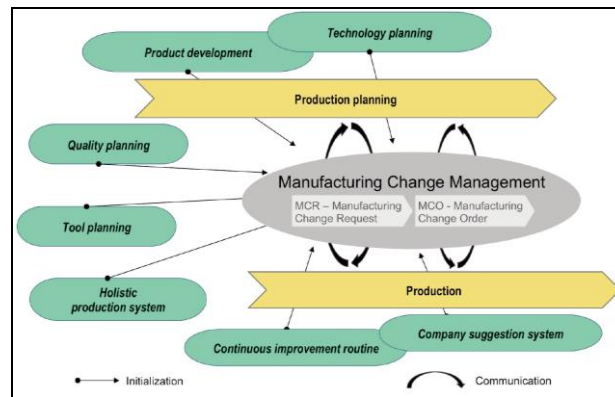 Technology planning
Product development
Production planning
Quality planning
Manufacturing Change Management
MCR – Manufacturing
Change Request
MCO - Manufacturing
Change Order
Tool planning
Holistic
production system
Production
Company suggestion system
Continuous improvement routine
Initialization
Communication